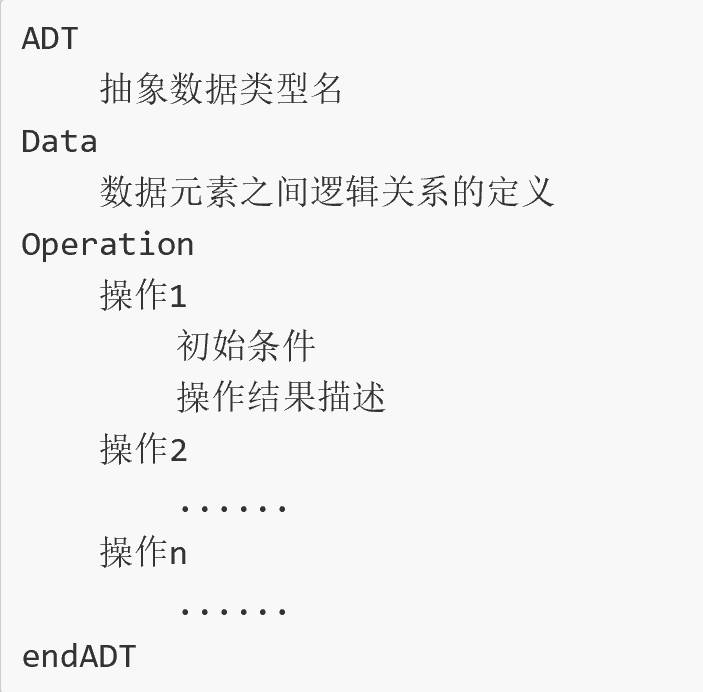 ADT
抽象数据类型名
Data
数据元素之间逻辑关系的定义
Operation
操作1
初始条件
操作结果描述
操作2
......
操作n
......
endADT